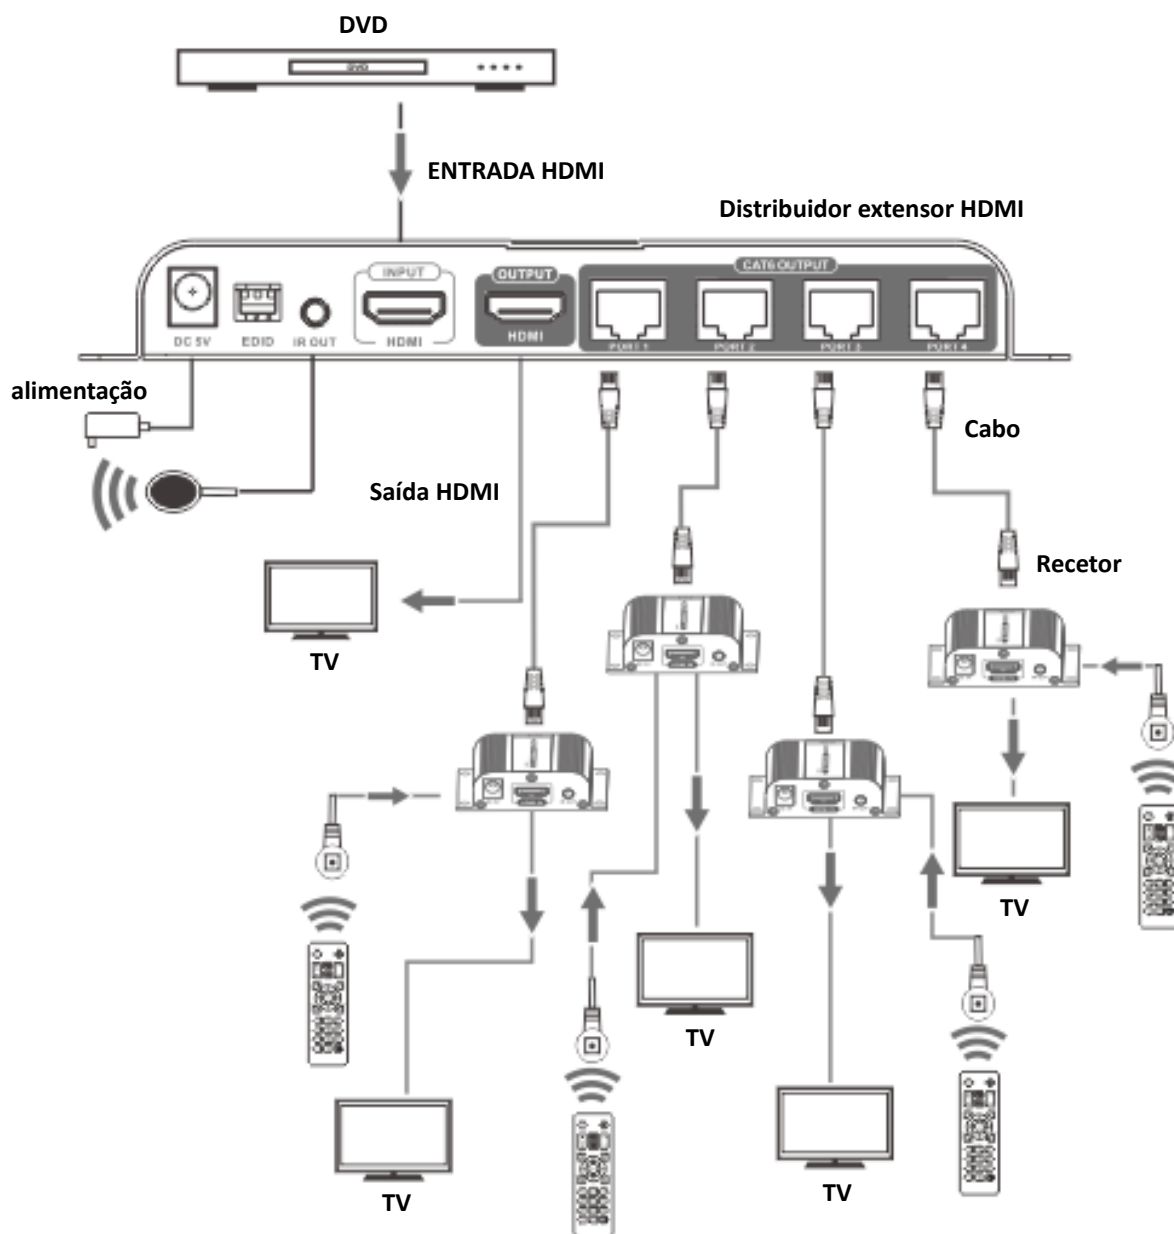 DVD
DVD
ENTRADA HDMI
Distribuidor extensor HDMI
INPUT
OUTPUT
CAT6 OUTPUT
DC 5V
EDID
IR OUT
HDMI
HDMI
PORT 1
PORT 2
PORT 3
PORT 4
alimentação
Cabo
Saída HDMI
Recetor
TV
TV
TV
TV
TV